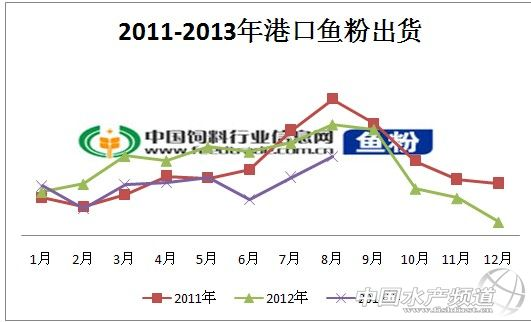 2011-2013年港口鱼粉出货
中国饲料行业信息网
鱼粉
1月 2月 3月 4月 5月 6月 7月 8月 9月 10月 11月 12月
2011年 2012年
中国水产频道
www.fishfirst.cn